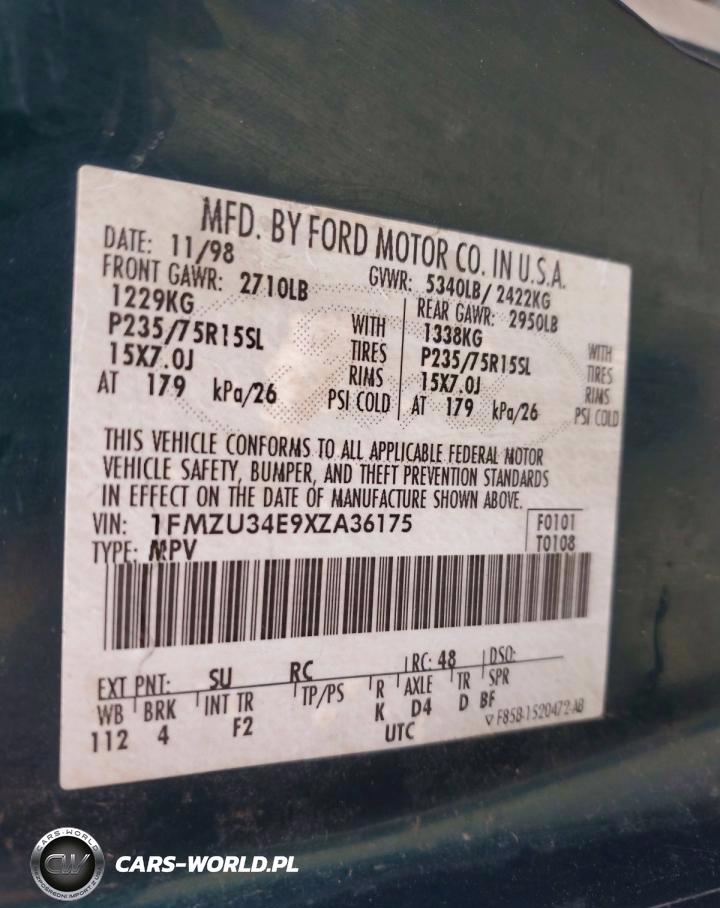 MFD. BY FORD MOTOR CO. IN U.S.A.
DATE: 11/98
GVWR: 5340LB/ 2422KG
FRONT GAWR: 2710LB
REAR GAWR: 2950LB
1229KG WITH
1338KG WITH
P235/75R15SL TIRES
P235/75R15SL TIRES
15X7.0J RIMS
15X7.0J RIMS
AT 179 kPa/26 PSI COLD
AT 179 kPa/26 PSI COLD
THIS VEHICLE CONFORMS TO ALL APPLICABLE FEDERAL MOTOR
VEHICLE SAFETY, BUMPER, AND THEFT PREVENTION STANDARDS
IN EFFECT ON THE DATE OF MANUFACTURE SHOWN ABOVE.
VIN: 1FMZU34E9XZA36175
F0101
TYPE: MPV
T0108
EXT PNT: SU RC RC: 48 DSO:
WB BRK INT TR TP/PS R AXLE TR SPR
112 4 F2 K D4 D BF
UTC
F85B-1520472-AB
CARS-WORLD
CW
CARS-WORLD.PL